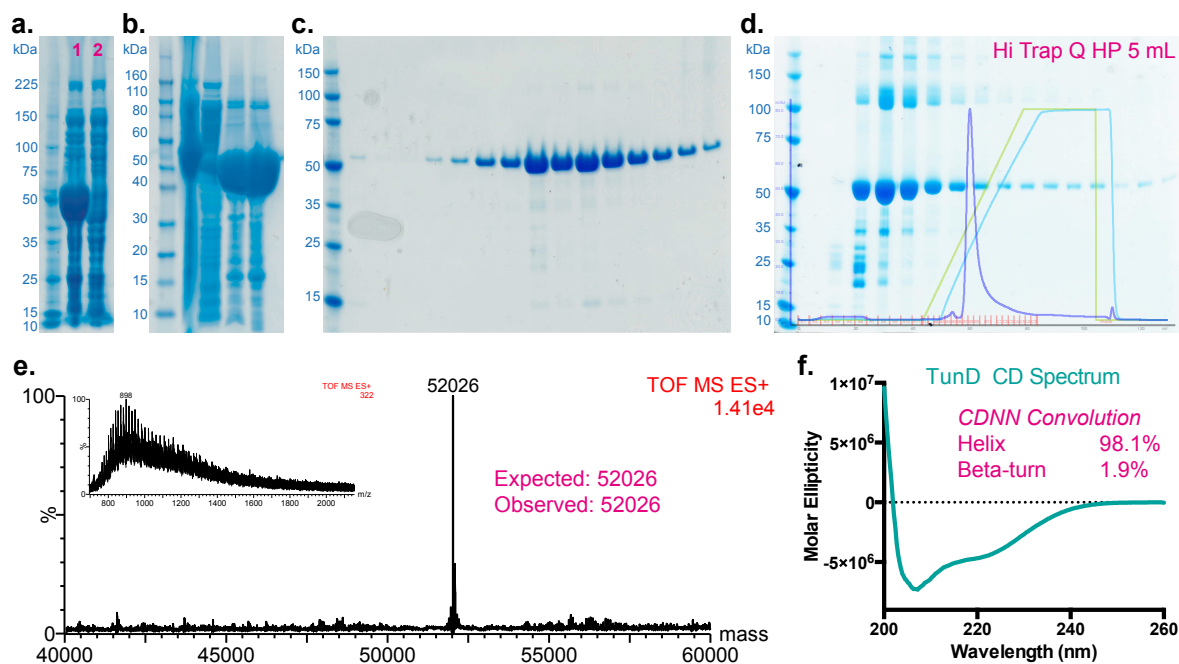 a.
kDa
1 2
225
150
100
75
50
35
25
15
10
b.
kDa
160
110
80
60
50
40
30
20
15
10
c.
kDa
150
100
75
50
35
25
15
d.
kDa
Hi Trap Q HP 5 mL
150
100
75
50
35
25
15
10
e.
TOF MS ES+
322
898
100
%
0
800 1000 1200 1400 1600 1800 2000
m/z
52026
TOF MS ES+
1.41e4
Expected: 52026
Observed: 52026
100
%
0
40000 45000 50000 55000 60000
mass
f.
TunD CD Spectrum
CDNN Convolution
Helix 98.1%
Beta-turn 1.9%
Molar Ellipticity
1×10⁷
5×10⁶
0
-5×10⁶
200 220 240 260
Wavelength (nm)